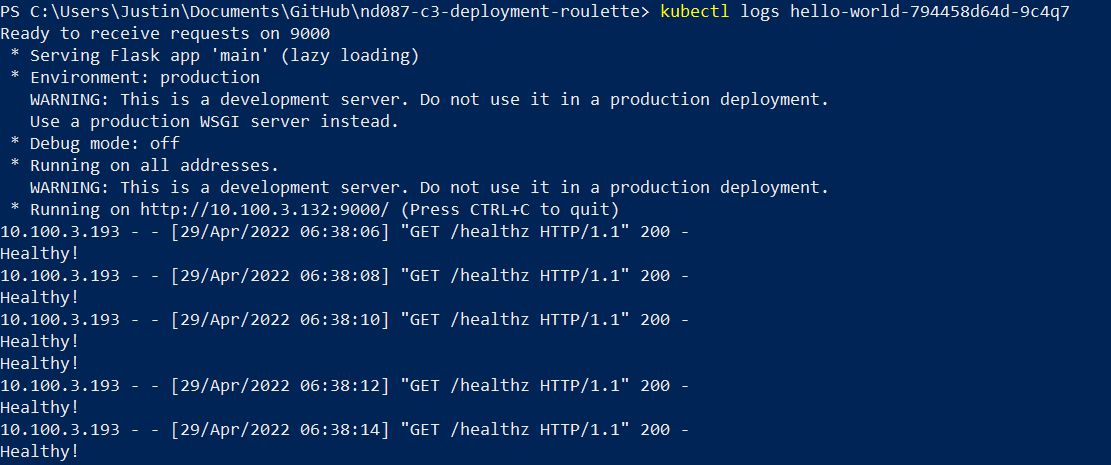 PS C:\Users\Justin\Documents\GitHub\nd087-c3-deployment-roulette> kubectl logs hello-world-794458d64d-9c4q7
Ready to receive requests on 9000
 * Serving Flask app 'main' (lazy loading)
 * Environment: production
   WARNING: This is a development server. Do not use it in a production deployment.
   Use a production WSGI server instead.
 * Debug mode: off
 * Running on all addresses.
   WARNING: This is a development server. Do not use it in a production deployment.
 * Running on http://10.100.3.132:9000/ (Press CTRL+C to quit)
10.100.3.193 - - [29/Apr/2022 06:38:06] "GET /healthz HTTP/1.1" 200 -
Healthy!
10.100.3.193 - - [29/Apr/2022 06:38:08] "GET /healthz HTTP/1.1" 200 -
Healthy!
10.100.3.193 - - [29/Apr/2022 06:38:10] "GET /healthz HTTP/1.1" 200 -
Healthy!
Healthy!
10.100.3.193 - - [29/Apr/2022 06:38:12] "GET /healthz HTTP/1.1" 200 -
Healthy!
10.100.3.193 - - [29/Apr/2022 06:38:14] "GET /healthz HTTP/1.1" 200 -
Healthy!